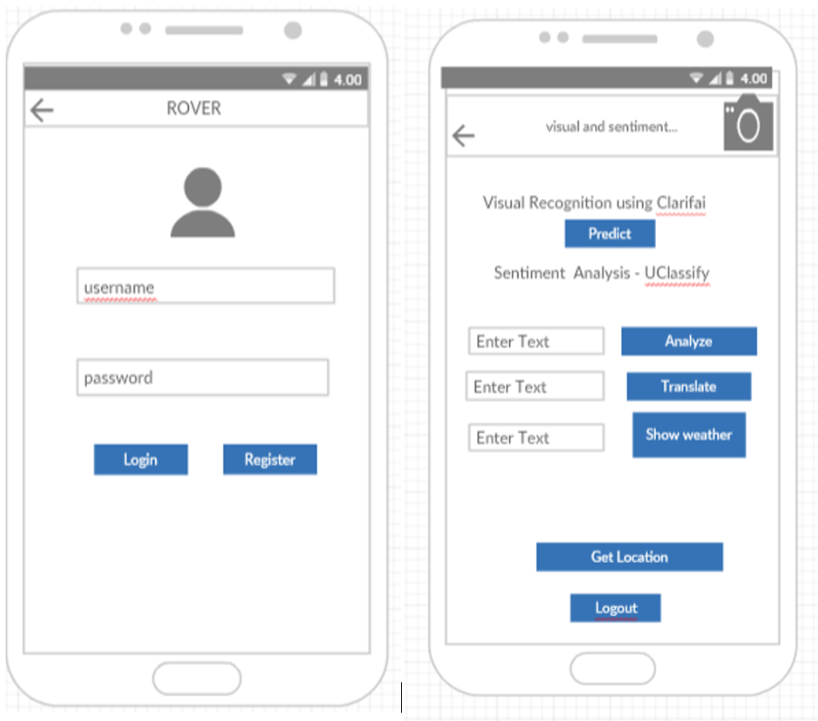 4.00
ROVER
username
password
Login Register
4.00
visual and sentiment...
Visual Recognition using Clarifai
Predict
Sentiment Analysis - UClassify
Enter Text Analyze
Enter Text Translate
Enter Text Show weather
Get Location
Logout